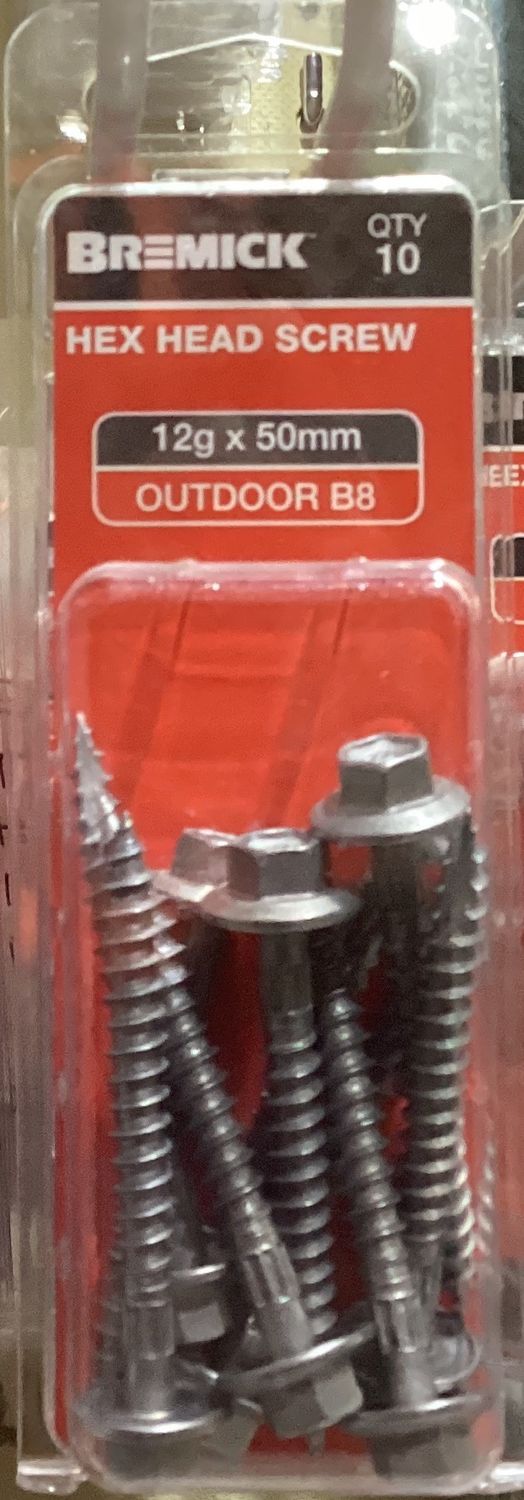 BREMICK
QTY
10
HEX HEAD SCREW
12g x 50mm
OUTDOOR B8